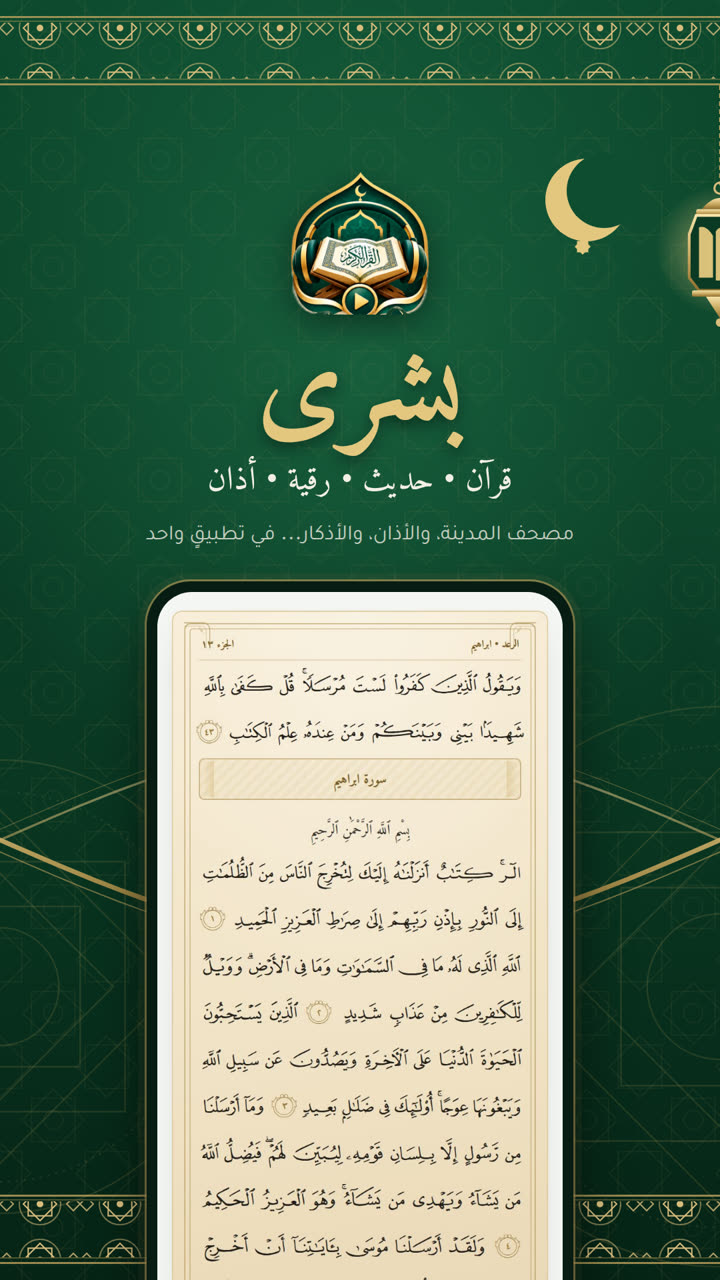 القرآن الكريم
بشرى
قرآن • حديث • رقية • أذان
مصحف المدينة، والأذان، والأذكار... في تطبيقٍ واحد
الرعد • ابراهيم
الجزء ١٣
وَيَقُولُ ٱلَّذِينَ كَفَرُواْ لَسۡتَ مُرۡسَلٗاۚ قُلۡ كَفَىٰ بِٱللَّهِ
شَهِيدَۢا بَيۡنِي وَبَيۡنَكُمۡ وَمَنۡ عِندَهُۥ عِلۡمُ ٱلۡكِتَٰبِ ٤٣
سورة ابراهيم
بِسْمِ ٱللَّهِ ٱلرَّحْمَٰنِ ٱلرَّحِيمِ
الٓرۚ كِتَٰبٌ أَنزَلۡنَٰهُ إِلَيۡكَ لِتُخۡرِجَ ٱلنَّاسَ مِنَ ٱلظُّلُمَٰتِ
إِلَى ٱلنُّورِ بِإِذۡنِ رَبِّهِمۡ إِلَىٰ صِرَٰطِ ٱلۡعَزِيزِ ٱلۡحَمِيدِ ١
ٱللَّهِ ٱلَّذِي لَهُۥ مَا فِي ٱلسَّمَٰوَٰتِ وَمَا فِي ٱلۡأَرۡضِۗ وَوَيۡلٞ
لِّلۡكَٰفِرِينَ مِنۡ عَذَابٖ شَدِيدٍ ٢ ٱلَّذِينَ يَسۡتَحِبُّونَ
ٱلۡحَيَوٰةَ ٱلدُّنۡيَا عَلَى ٱلۡأٓخِرَةِ وَيَصُدُّونَ عَن سَبِيلِ ٱللَّهِ
وَيَبۡغُونَهَا عِوَجًاۚ أُوْلَٰٓئِكَ فِي ضَلَٰلِۭ بَعِيدٖ ٣ وَمَآ أَرۡسَلۡنَا
مِن رَّسُولٍ إِلَّا بِلِسَانِ قَوۡمِهِۦ لِيُبَيِّنَ لَهُمۡۖ فَيُضِلُّ ٱللَّهُ
مَن يَشَآءُ وَيَهۡدِي مَن يَشَآءُۚ وَهُوَ ٱلۡعَزِيزُ ٱلۡحَكِيمُ
٤ وَلَقَدۡ أَرۡسَلۡنَا مُوسَىٰ بِـَٔايَٰتِنَآ أَنۡ أَخۡرِجۡ